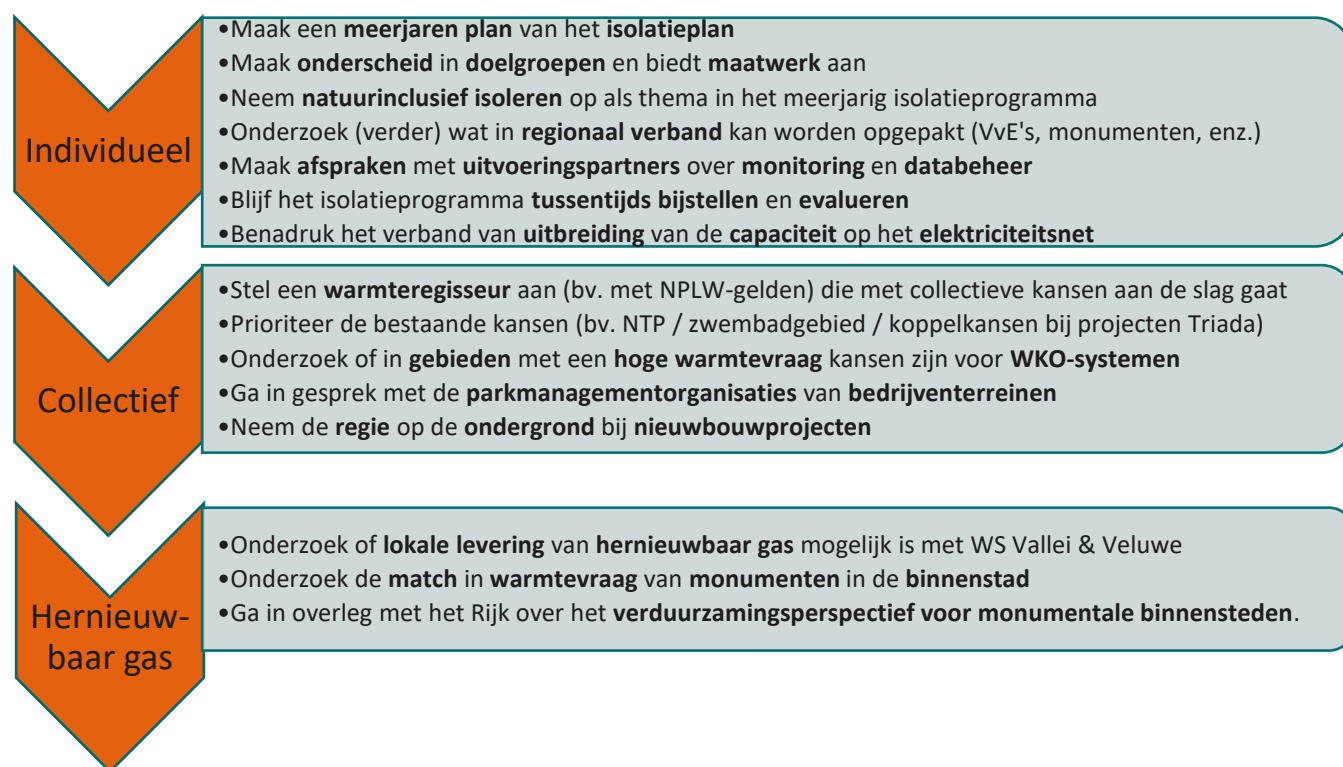 Individueel
•Maak een meerjaren plan van het isolatieplan
•Maak onderscheid in doelgroepen en biedt maatwerk aan
•Neem natuurinclusief isoleren op als thema in het meerjarig isolatieprogramma
•Onderzoek (verder) wat in regionaal verband kan worden opgepakt (VvE's, monumenten, enz.)
•Maak afspraken met uitvoeringspartners over monitoring en databeheer
•Blijf het isolatieprogramma tussentijds bijstellen en evalueren
•Benadruk het verband van uitbreiding van de capaciteit op het elektriciteitsnet
Collectief
•Stel een warmteregisseur aan (bv. met NPLW-gelden) die met collectieve kansen aan de slag gaat
•Prioriteer de bestaande kansen (bv. NTP / zwembadgebied / koppelkansen bij projecten Triada)
•Onderzoek of in gebieden met een hoge warmtevraag kansen zijn voor WKO-systemen
•Ga in gesprek met de parkmanagementorganisaties van bedrijventerreinen
•Neem de regie op de ondergrond bij nieuwbouwprojecten
Hernieuw-
baar gas
•Onderzoek of lokale levering van hernieuwbaar gas mogelijk is met WS Vallei & Veluwe
•Onderzoek de match in warmtevraag van monumenten in de binnenstad
•Ga in overleg met het Rijk over het verduurzamingsperspectief voor monumentale binnensteden.